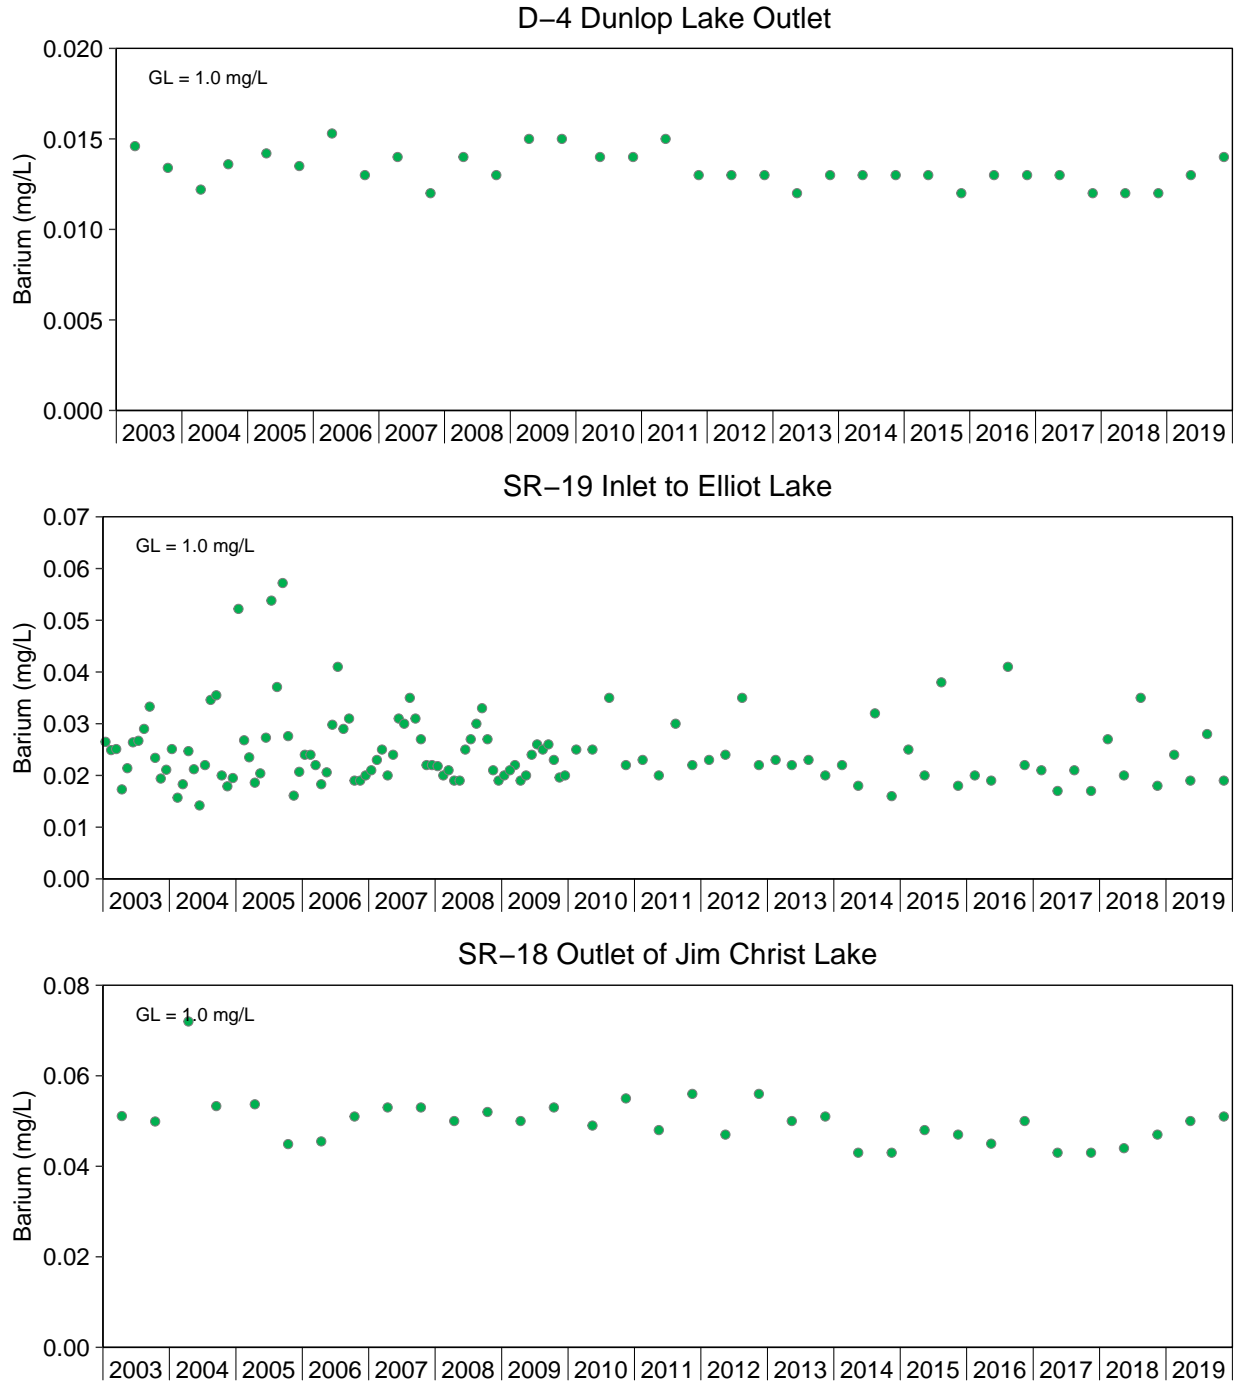 D−4 Dunlop Lake Outlet
0.020
GL = 1.0 mg/L
0.015
Barium (mg/L)
0.010
0.005
0.000
2003 2004 2005 2006 2007 2008 2009 2010 2011 2012 2013 2014 2015 2016 2017 2018 2019
SR−19 Inlet to Elliot Lake
0.07
GL = 1.0 mg/L
0.06
0.05
0.04
Barium (mg/L)
0.03
0.02
0.01
0.00
2003 2004 2005 2006 2007 2008 2009 2010 2011 2012 2013 2014 2015 2016 2017 2018 2019
SR−18 Outlet of Jim Christ Lake
0.08
GL = 1.0 mg/L
0.06
Barium (mg/L)
0.04
0.02
0.00
2003 2004 2005 2006 2007 2008 2009 2010 2011 2012 2013 2014 2015 2016 2017 2018 2019